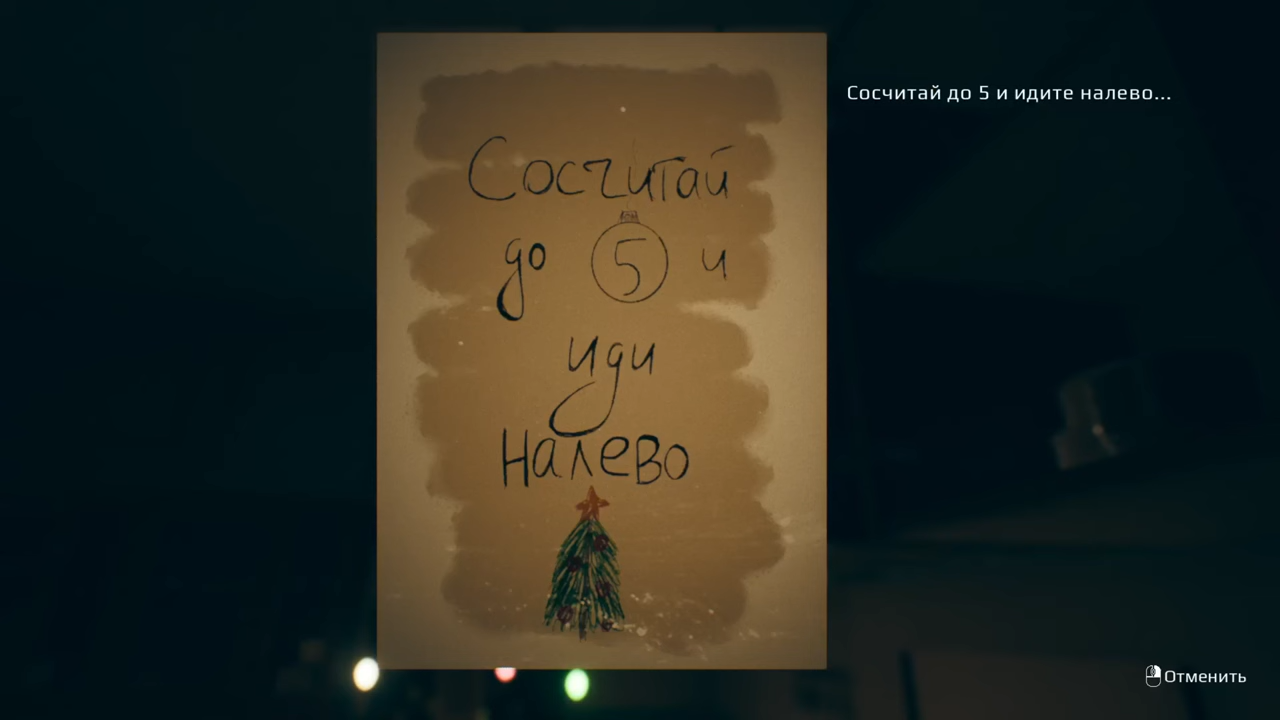 Сосчитай
до 5 и
иди
налево
Сосчитай до 5 и идите налево...
Отменить